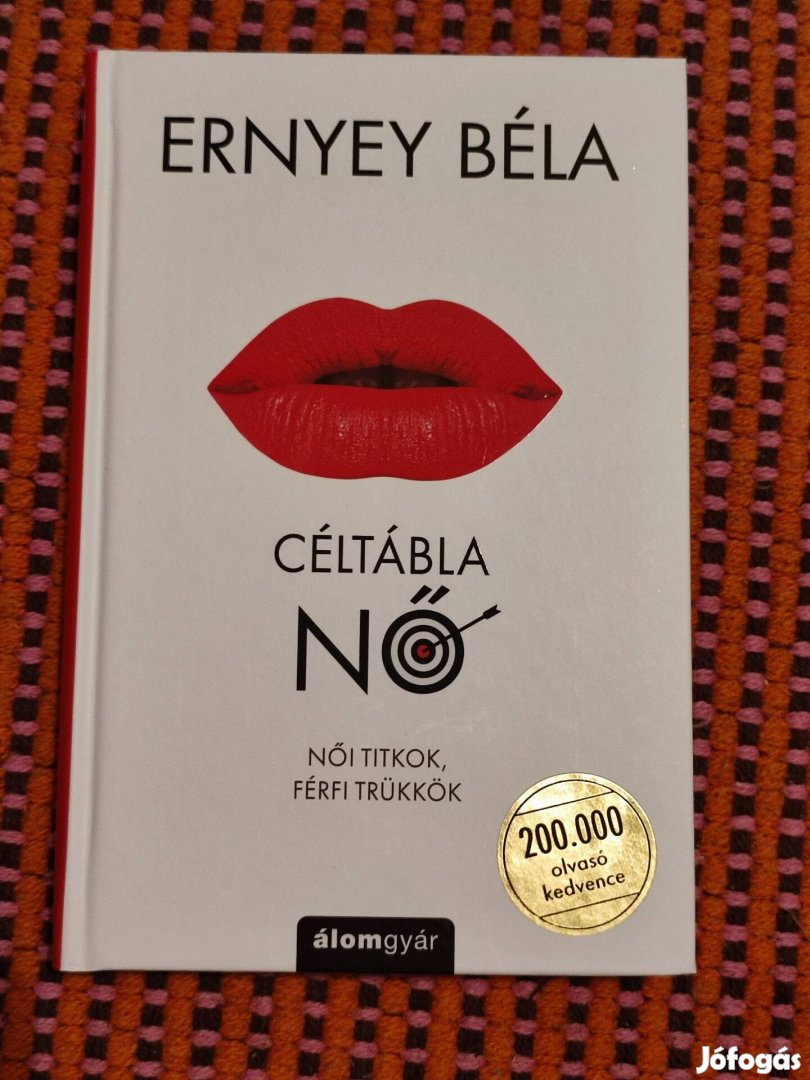 ERNYEY BÉLA
CÉLTÁBLA
NŐ
NŐI TITKOK,
FÉRFI TRÜKKÖK
200.000
olvasó
kedvence
álomgyár
Jófogás